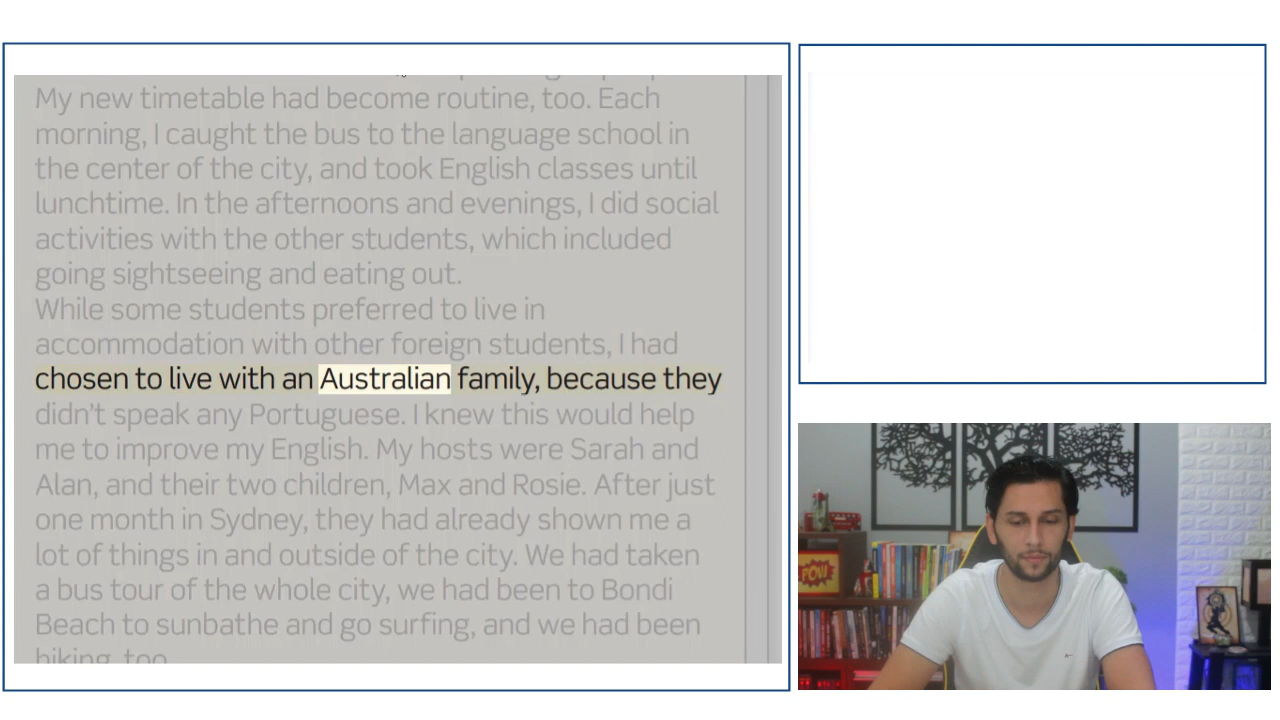 My new timetable had become routine, too. Each
morning, I caught the bus to the language school in
the center of the city, and took English classes until
lunchtime. In the afternoons and evenings, I did social
activities with the other students, which included
going sightseeing and eating out.
While some students preferred to live in
accommodation with other foreign students, I had
chosen to live with an Australian family, because they
didn't speak any Portuguese. I knew this would help
me to improve my English. My hosts were Sarah and
Alan, and their two children, Max and Rosie. After just
one month in Sydney, they had already shown me a
lot of things in and outside of the city. We had taken
a bus tour of the whole city, we had been to Bondi
Beach to sunbathe and go surfing, and we had been
hiking, too
POW!